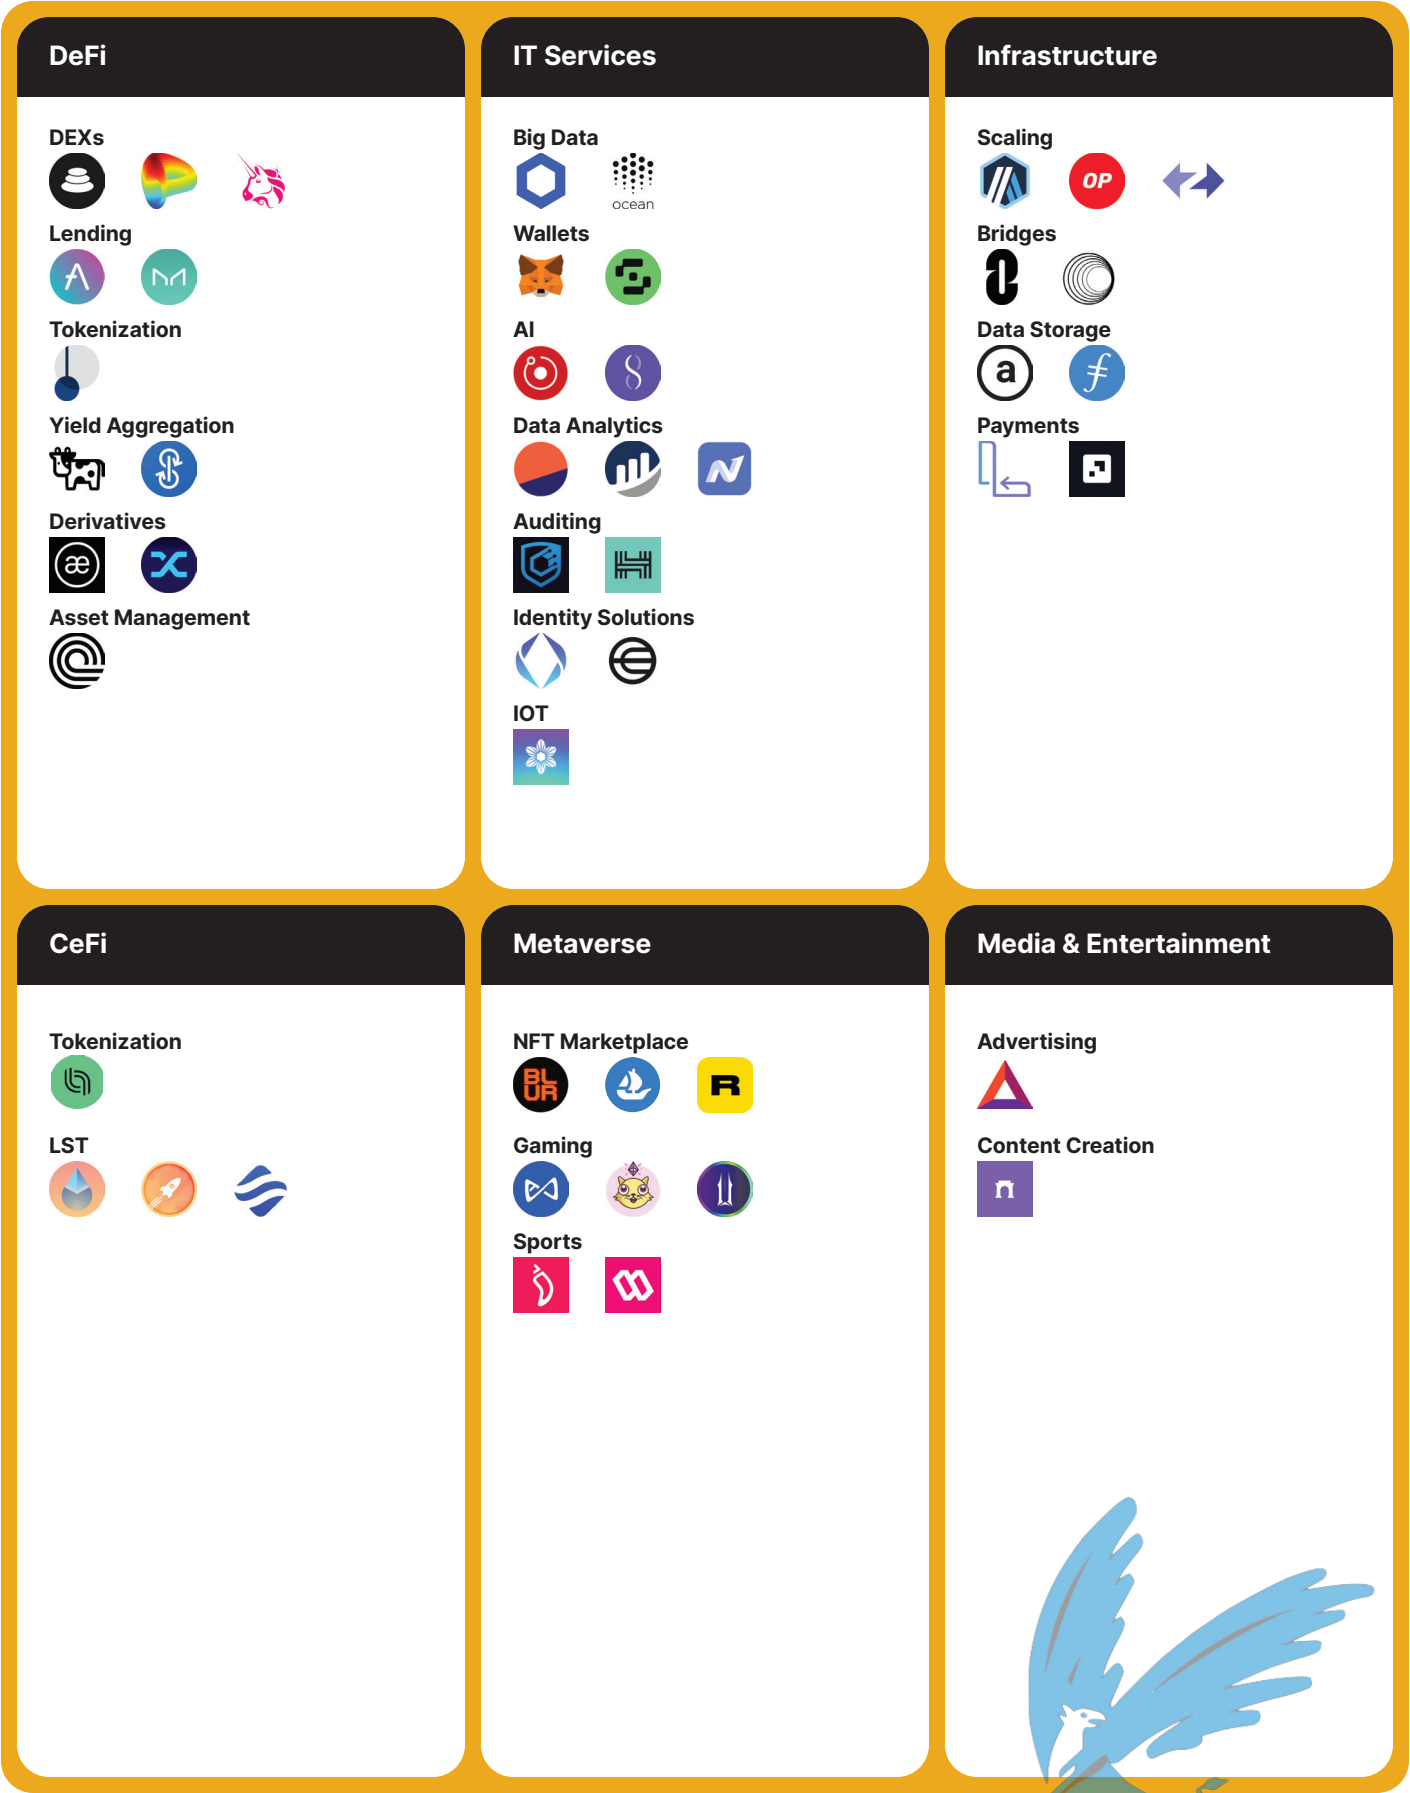 DeFi
DEXs
Lending
Tokenization
Yield Aggregation
Derivatives
æ
Asset Management
IT Services
Big Data
ocean
Wallets
AI
Data Analytics
Auditing
Identity Solutions
IOT
Infrastructure
Scaling
OP
Bridges
Data Storage
a
Payments
CeFi
Tokenization
LST
Metaverse
NFT Marketplace
BL
UR
R
Gaming
Sports
Media & Entertainment
Advertising
Content Creation